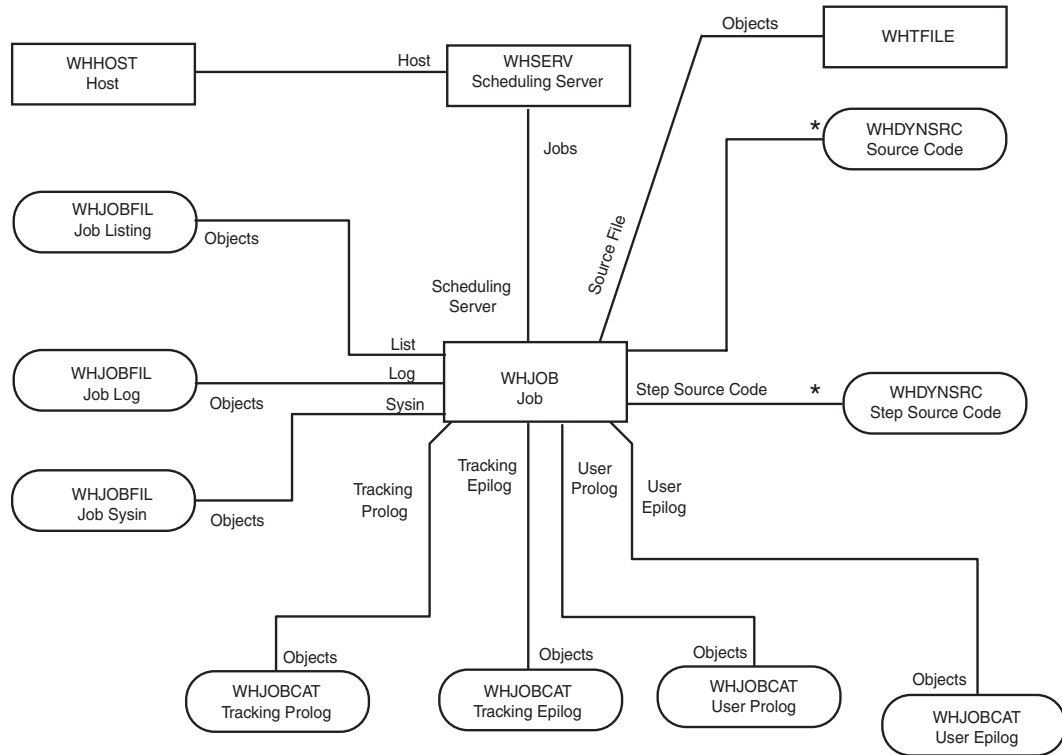 Objects
WHTFILE
WHHOST
Host
Host
WHSERV
Scheduling Server
*
WHDYNSRC
Source Code
Jobs
WHJOBFIL
Job Listing
Objects
Source File
Scheduling
Server
List
WHJOBFIL
Job Log
Objects
Log
WHJOB
Job
Step Source Code
*
WHDYNSRC
Step Source Code
Sysin
WHJOBFIL
Job Sysin
Objects
Tracking
Prolog
Tracking
Epilog
User
Prolog
User
Epilog
Objects
WHJOBCAT
Tracking Prolog
Objects
WHJOBCAT
Tracking Epilog
Objects
WHJOBCAT
User Prolog
Objects
WHJOBCAT
User Epilog